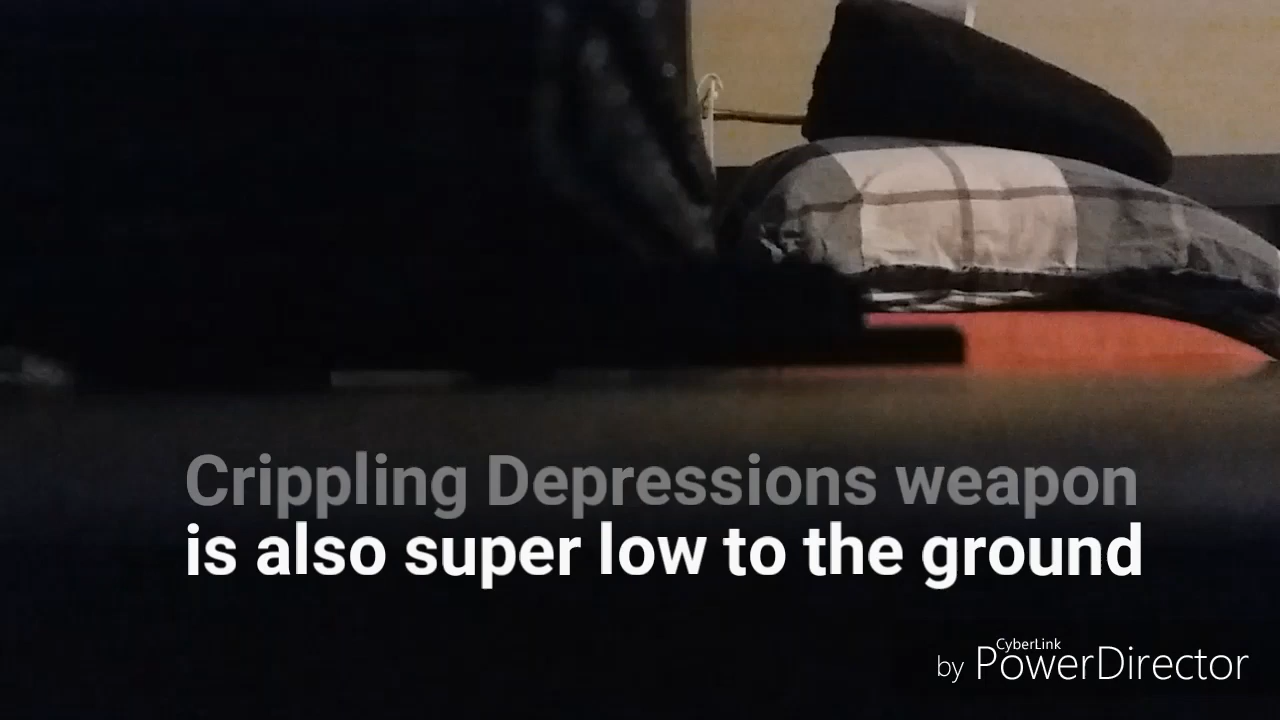 Crippling Depressions weapon
is also super low to the ground
CyberLink
by PowerDirector